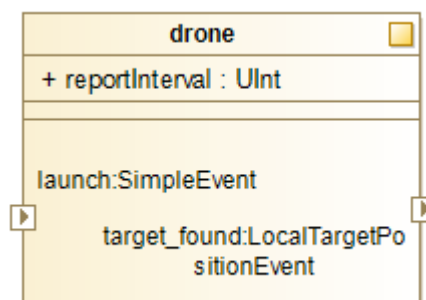 drone
+ reportInterval : UInt
launch:SimpleEvent
target_found:LocalTargetPo
sitionEvent